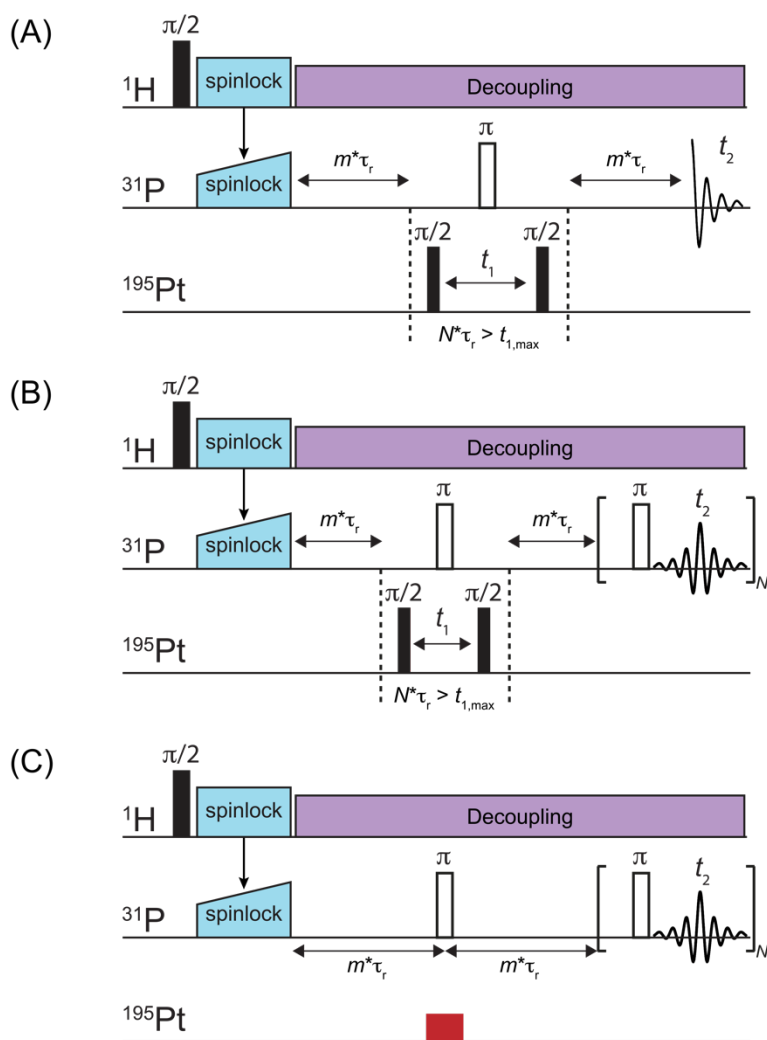 (A)
π/2
¹H
spinlock
Decoupling
³¹P
spinlock
m*τᵣ
π
m*τᵣ
t₂
¹⁹⁵Pt
π/2
t₁
π/2
N*τᵣ > t₁,max
(B)
π/2
¹H
spinlock
Decoupling
³¹P
spinlock
m*τᵣ
π
m*τᵣ
π
t₂
N
¹⁹⁵Pt
π/2
t₁
π/2
N*τᵣ > t₁,max
(C)
π/2
¹H
spinlock
Decoupling
³¹P
spinlock
π
π
t₂
N
m*τᵣ
m*τᵣ
¹⁹⁵Pt